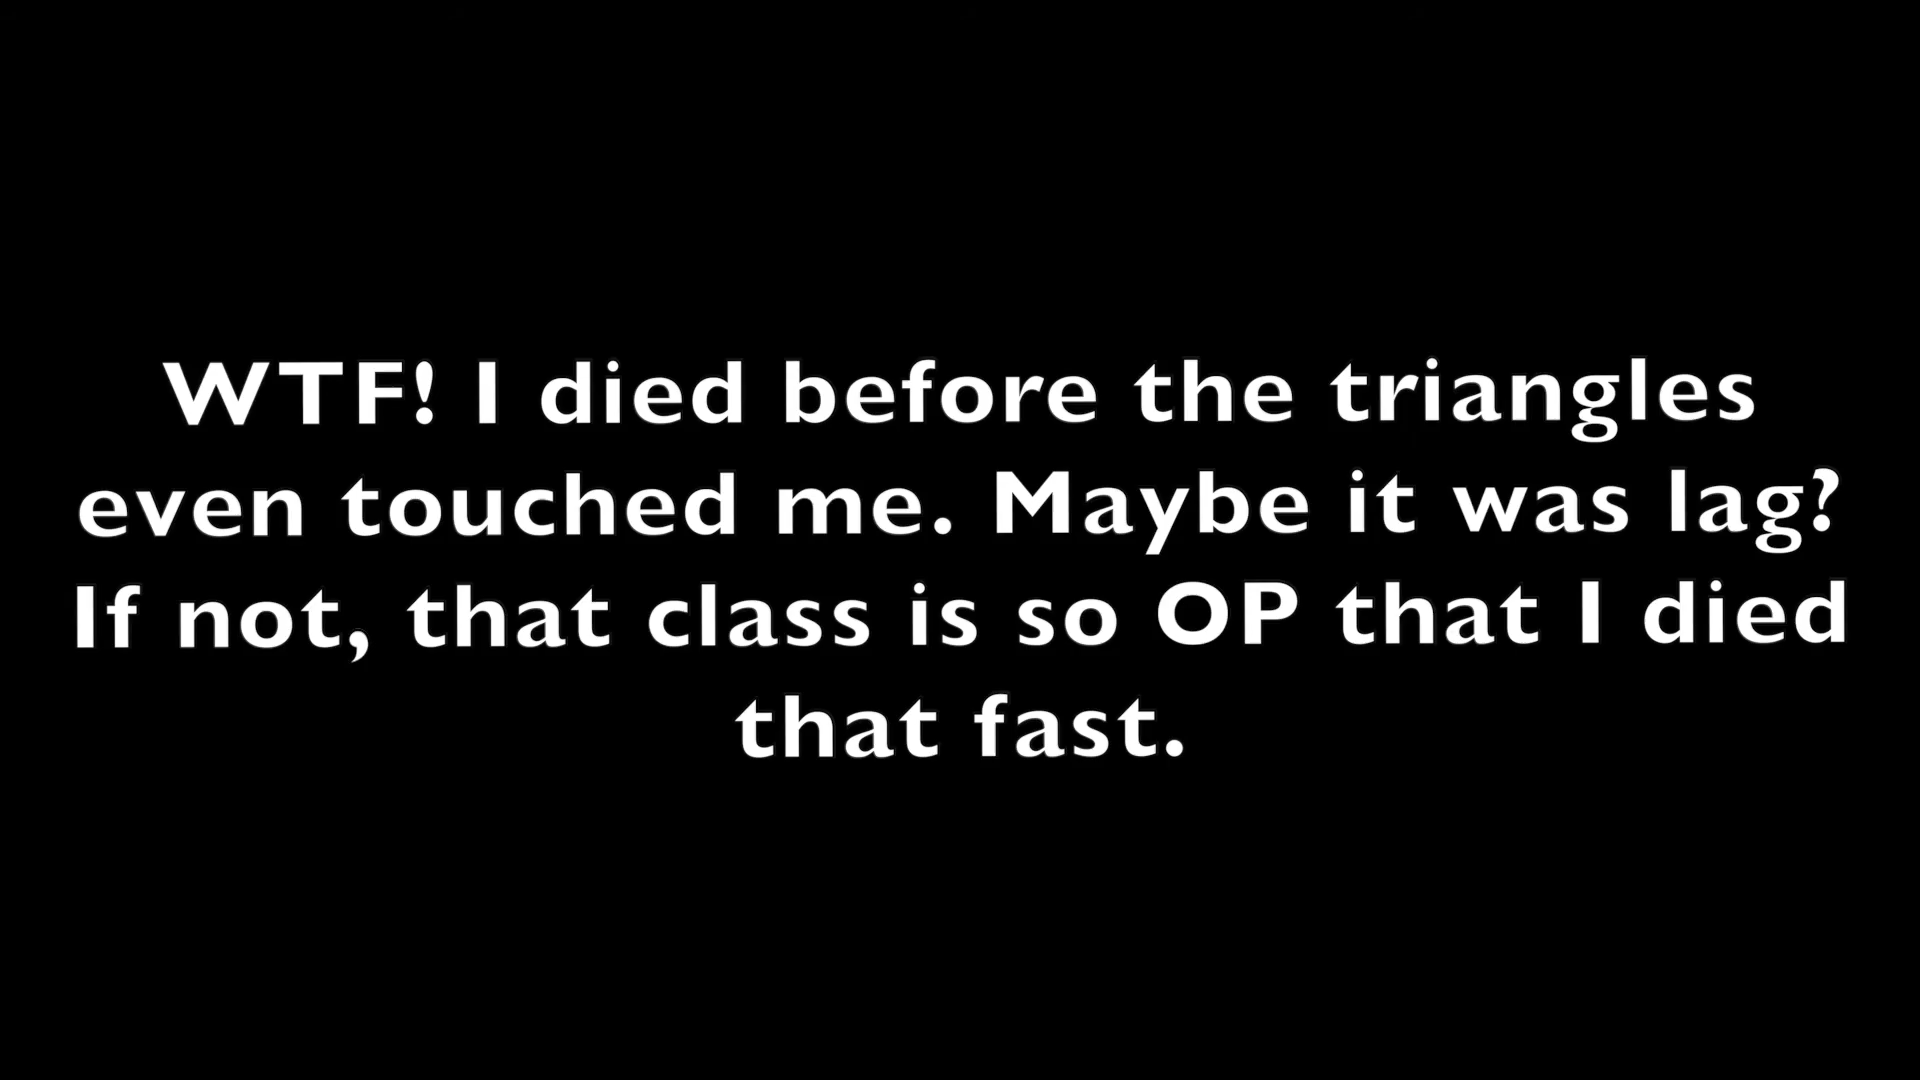 WTF! I died before the triangles
even touched me. Maybe it was lag?
If not, that class is so OP that I died
that fast.